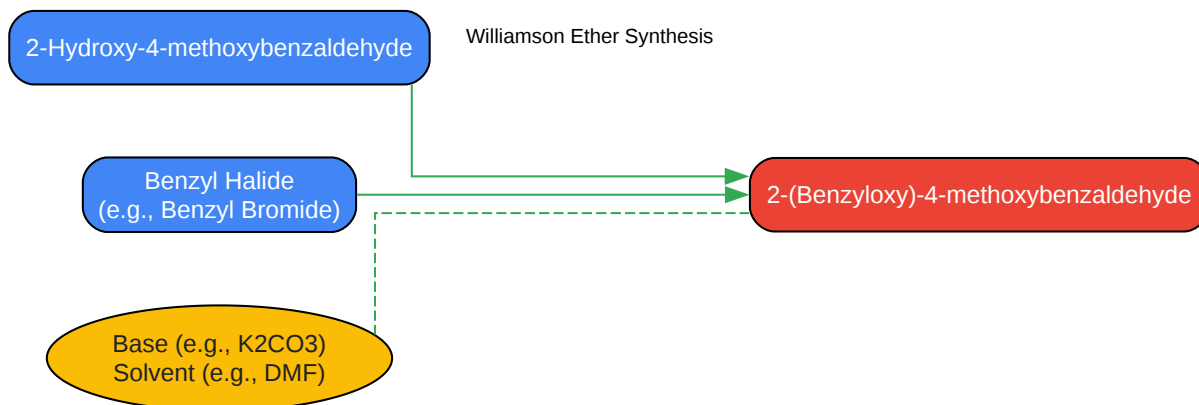 2-Hydroxy-4-methoxybenzaldehyde
Williamson Ether Synthesis
Benzyl Halide
(e.g., Benzyl Bromide)
2-(Benzyloxy)-4-methoxybenzaldehyde
Base (e.g., K2CO3)
Solvent (e.g., DMF)